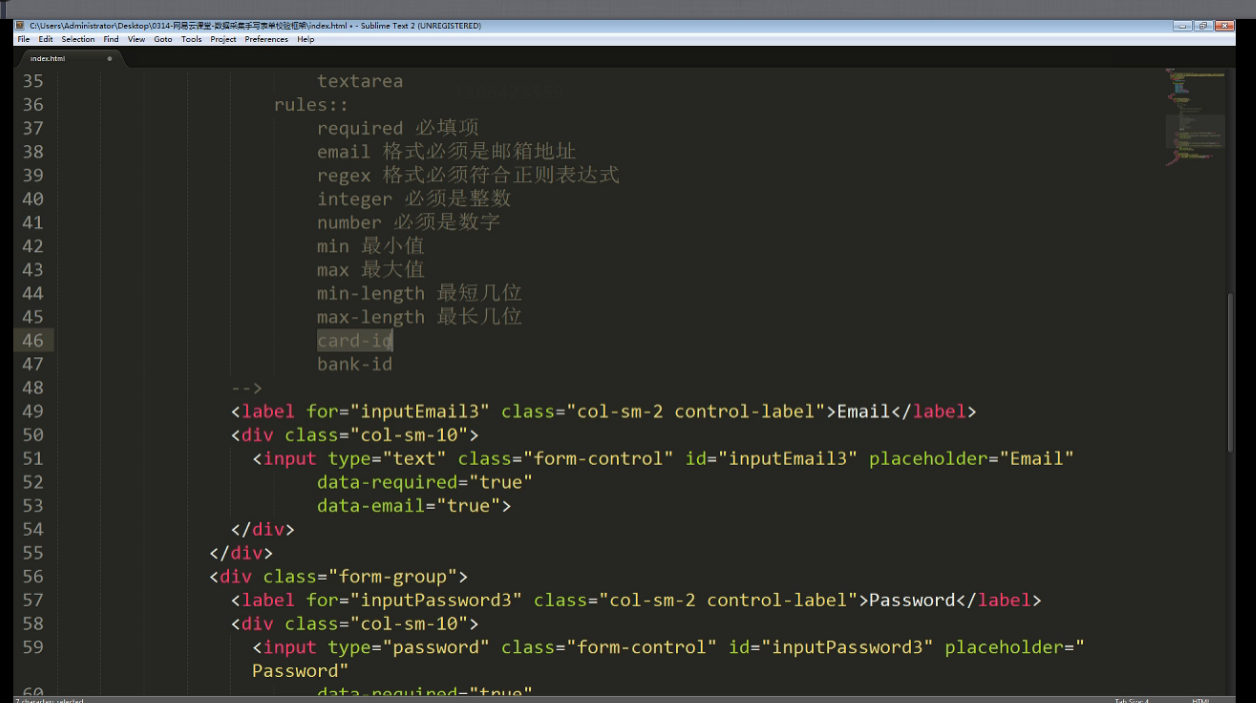 C:\Users\Administrator\Desktop\0314-网易云课堂-数据采集手写表单校验框架\index.html • - Sublime Text 2 (UNREGISTERED)
File Edit Selection Find View Goto Tools Project Preferences Help
index.html
35 textarea
36 rules::
37 required 必填项
38 email 格式必须是邮箱地址
39 regex 格式必须符合正则表达式
40 integer 必须是整数
41 number 必须是数字
42 min 最小值
43 max 最大值
44 min-length 最短几位
45 max-length 最长几位
46 card-id
47 bank-id
48 -->
49 <label for="inputEmail3" class="col-sm-2 control-label">Email</label>
50 <div class="col-sm-10">
51 <input type="text" class="form-control" id="inputEmail3" placeholder="Email"
52 data-required="true"
53 data-email="true">
54 </div>
55 </div>
56 <div class="form-group">
57 <label for="inputPassword3" class="col-sm-2 control-label">Password</label>
58 <div class="col-sm-10">
59 <input type="password" class="form-control" id="inputPassword3" placeholder="
Password"
60 data-required="true"
7 characters selected Tab Size: 4 HTML